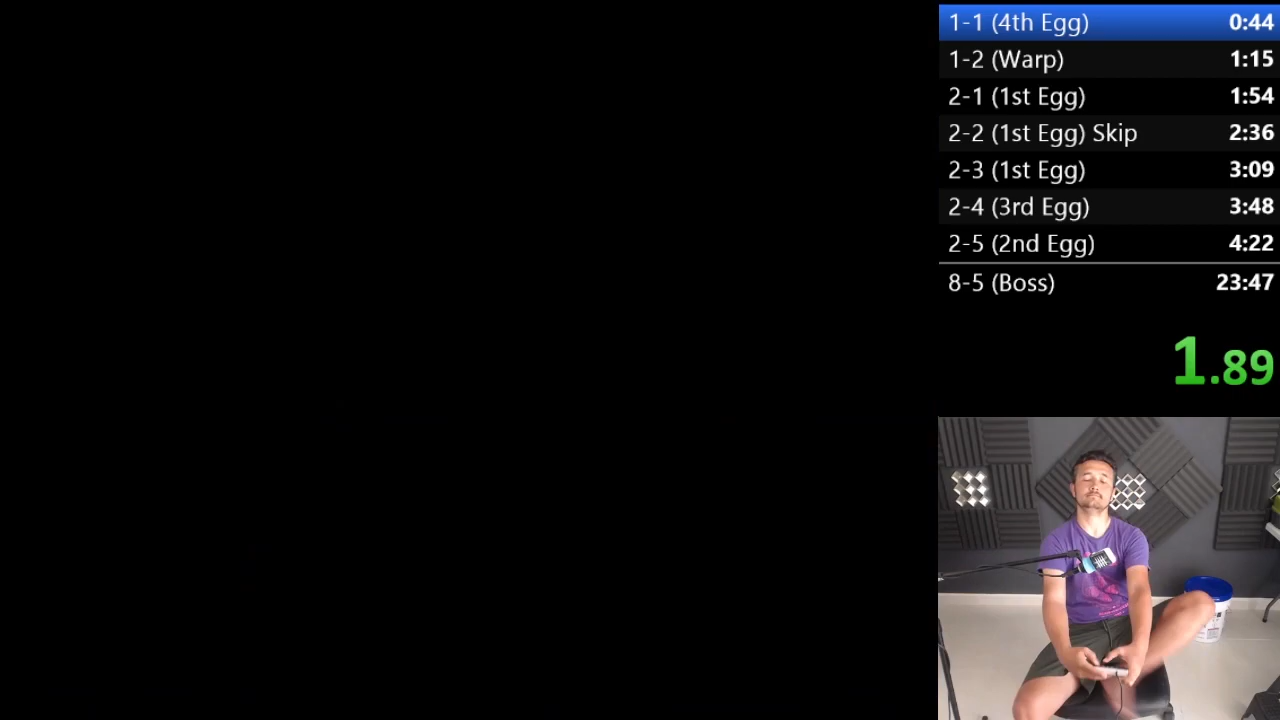 1-1 (4th Egg) 0:44
1-2 (Warp) 1:15
2-1 (1st Egg) 1:54
2-2 (1st Egg) Skip 2:36
2-3 (1st Egg) 3:09
2-4 (3rd Egg) 3:48
2-5 (2nd Egg) 4:22
8-5 (Boss) 23:47
1.89